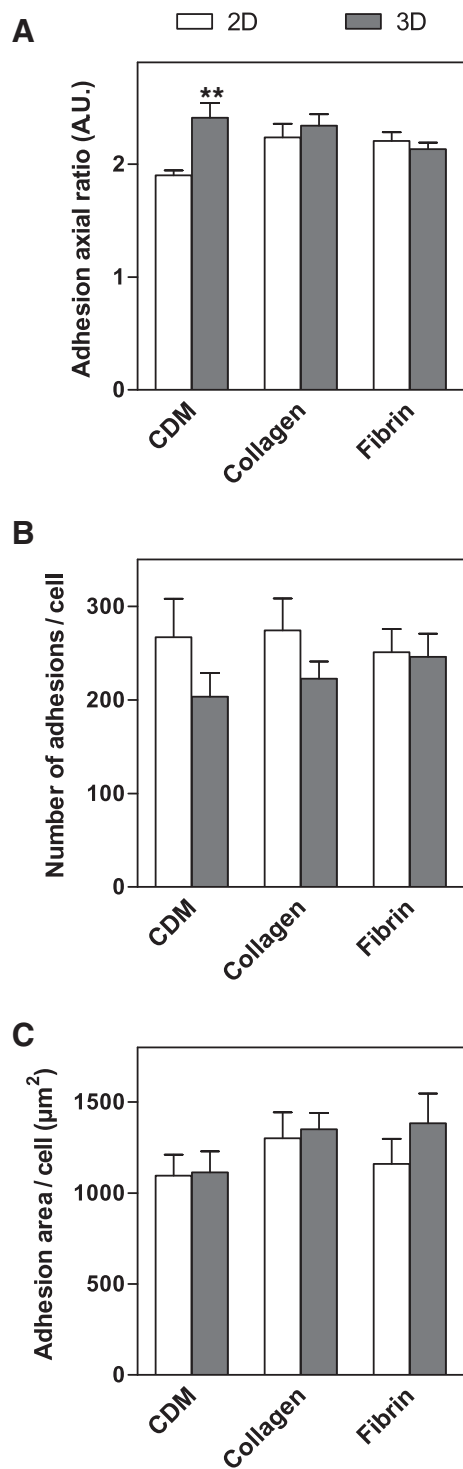 A
2D 3D
Adhesion axial ratio (A.U.)
2
1
0
**
CDM Collagen Fibrin
B
Number of adhesions / cell
300
200
100
0
CDM Collagen Fibrin
C
Adhesion area / cell (µm²)
1500
1000
500
0
CDM Collagen Fibrin